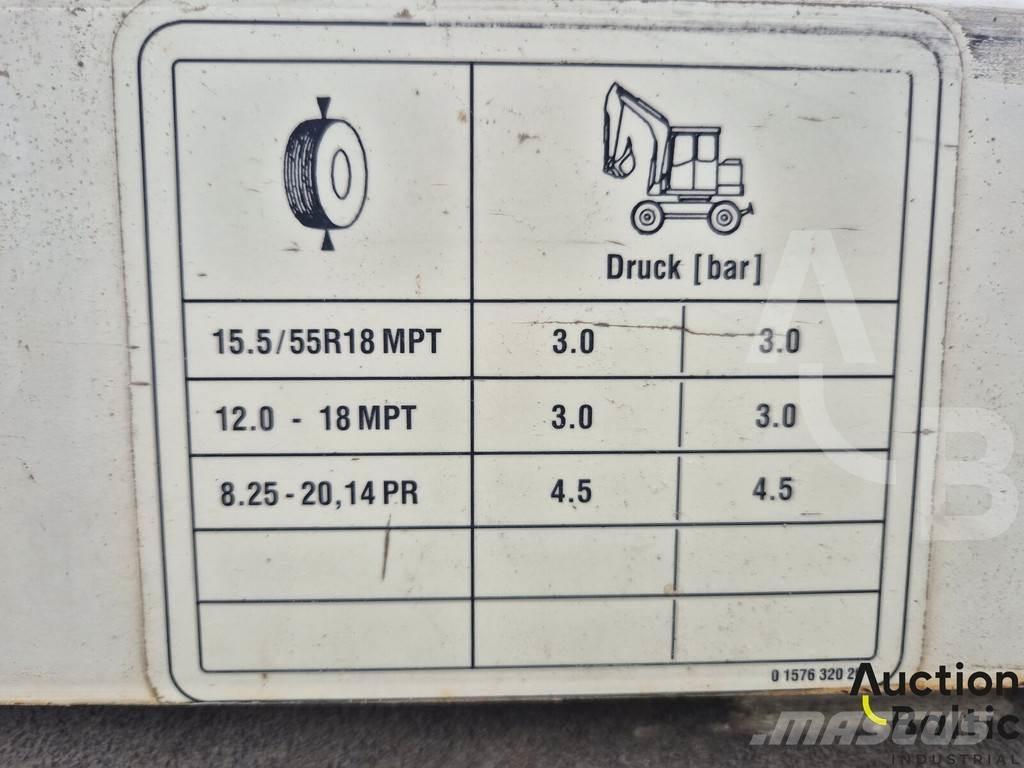 Druck [bar]
15.5/55R18 MPT 3.0 3.0
12.0 - 18 MPT 3.0 3.0
8.25 - 20,14 PR 4.5 4.5
0 1576 320
Auction
Baltic
MASCUS
INDUSTRIAL
AB